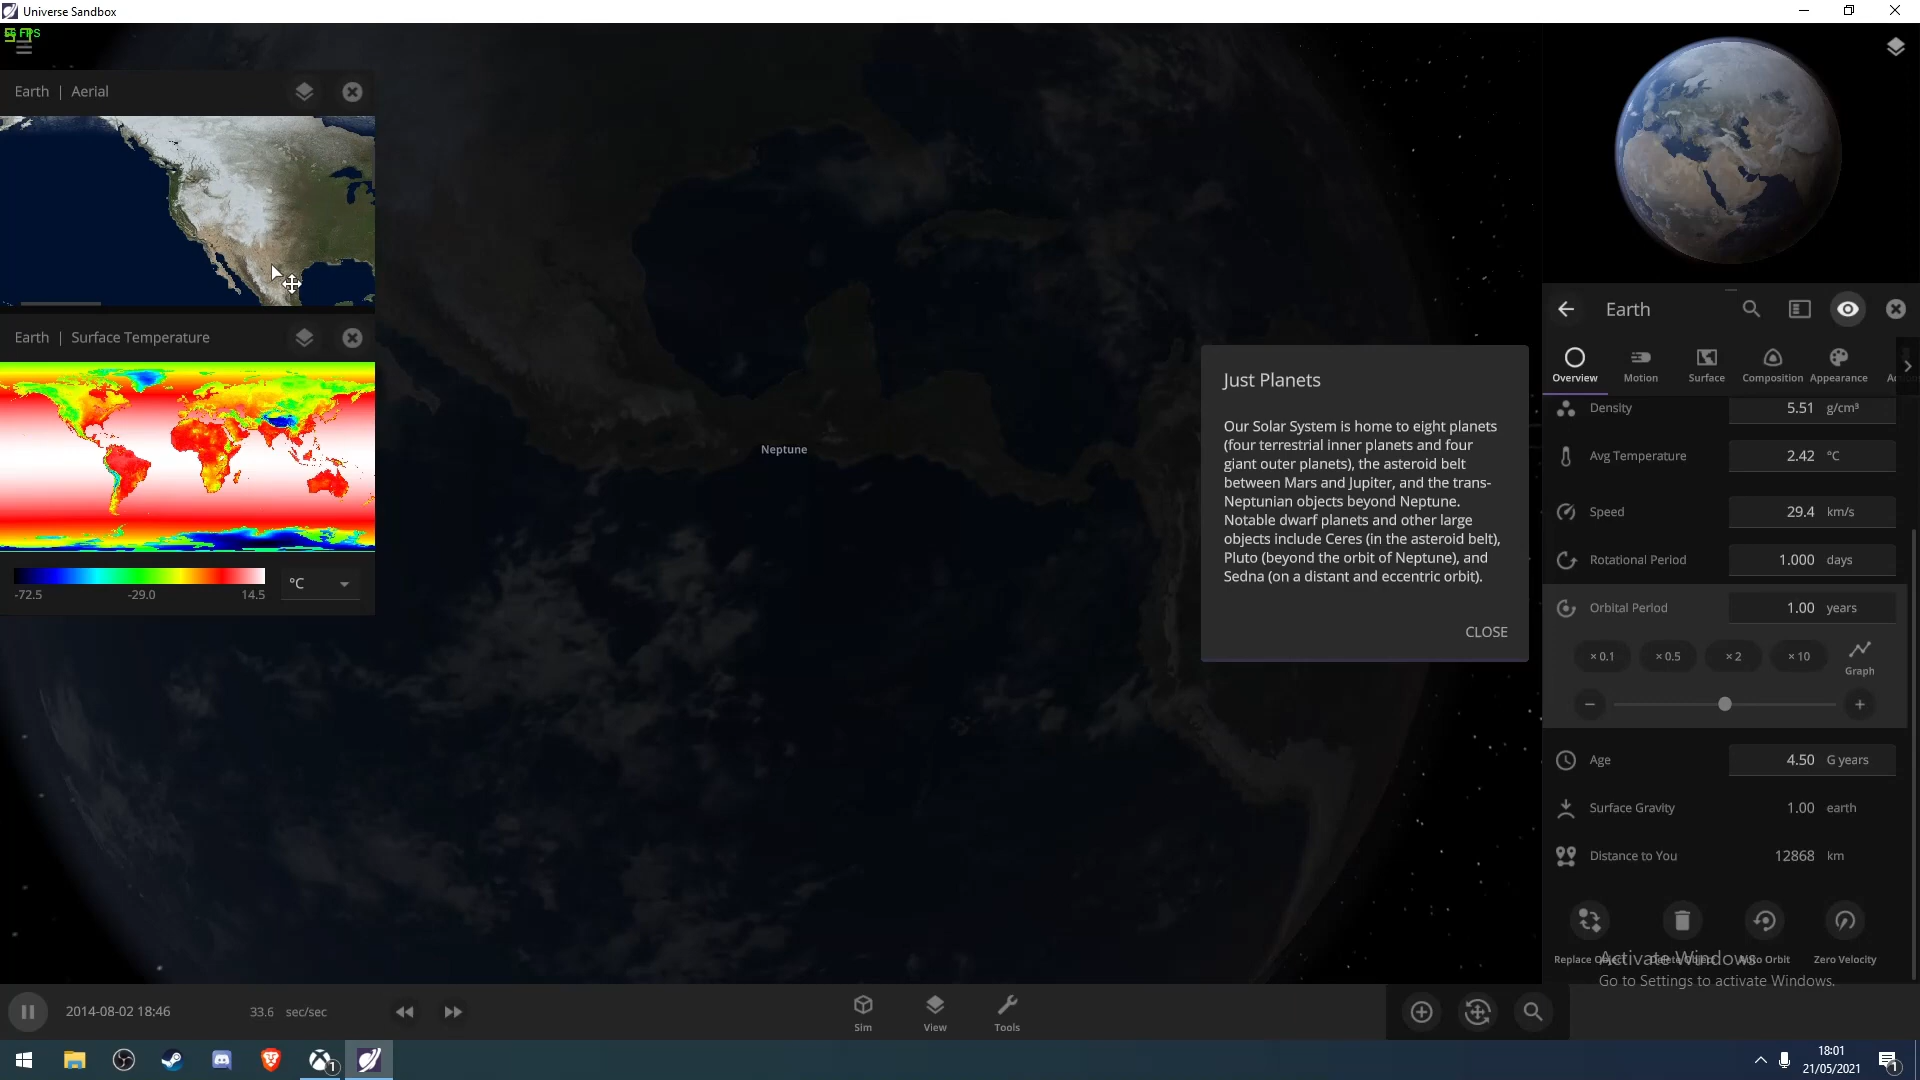 Universe Sandbox
FPS
Earth | Aerial
Earth | Surface Temperature
-72.5 -29.0 14.5 °C
Neptune
Just Planets
Our Solar System is home to eight planets
(four terrestrial inner planets and four
giant outer planets), the asteroid belt
between Mars and Jupiter, and the trans-
Neptunian objects beyond Neptune.
Notable dwarf planets and other large
objects include Ceres (in the asteroid belt),
Pluto (beyond the orbit of Neptune), and
Sedna (on a distant and eccentric orbit).
CLOSE
Earth
Overview Motion Surface Composition Appearance
Density 5.51 g/cm³
Avg Temperature 2.42 °C
Speed 29.4 km/s
Rotational Period 1.000 days
Orbital Period 1.00 years
× 0.1 × 0.5 × 2 × 10 Graph
Age 4.50 G years
Surface Gravity 1.00 earth
Distance to You 12868 km
Replace Orbit Zero Velocity
Activate Windows
Go to Settings to activate Windows.
2014-08-02 18:46 33.6 sec/sec
Sim View Tools
1
18:01
21/05/2021
1